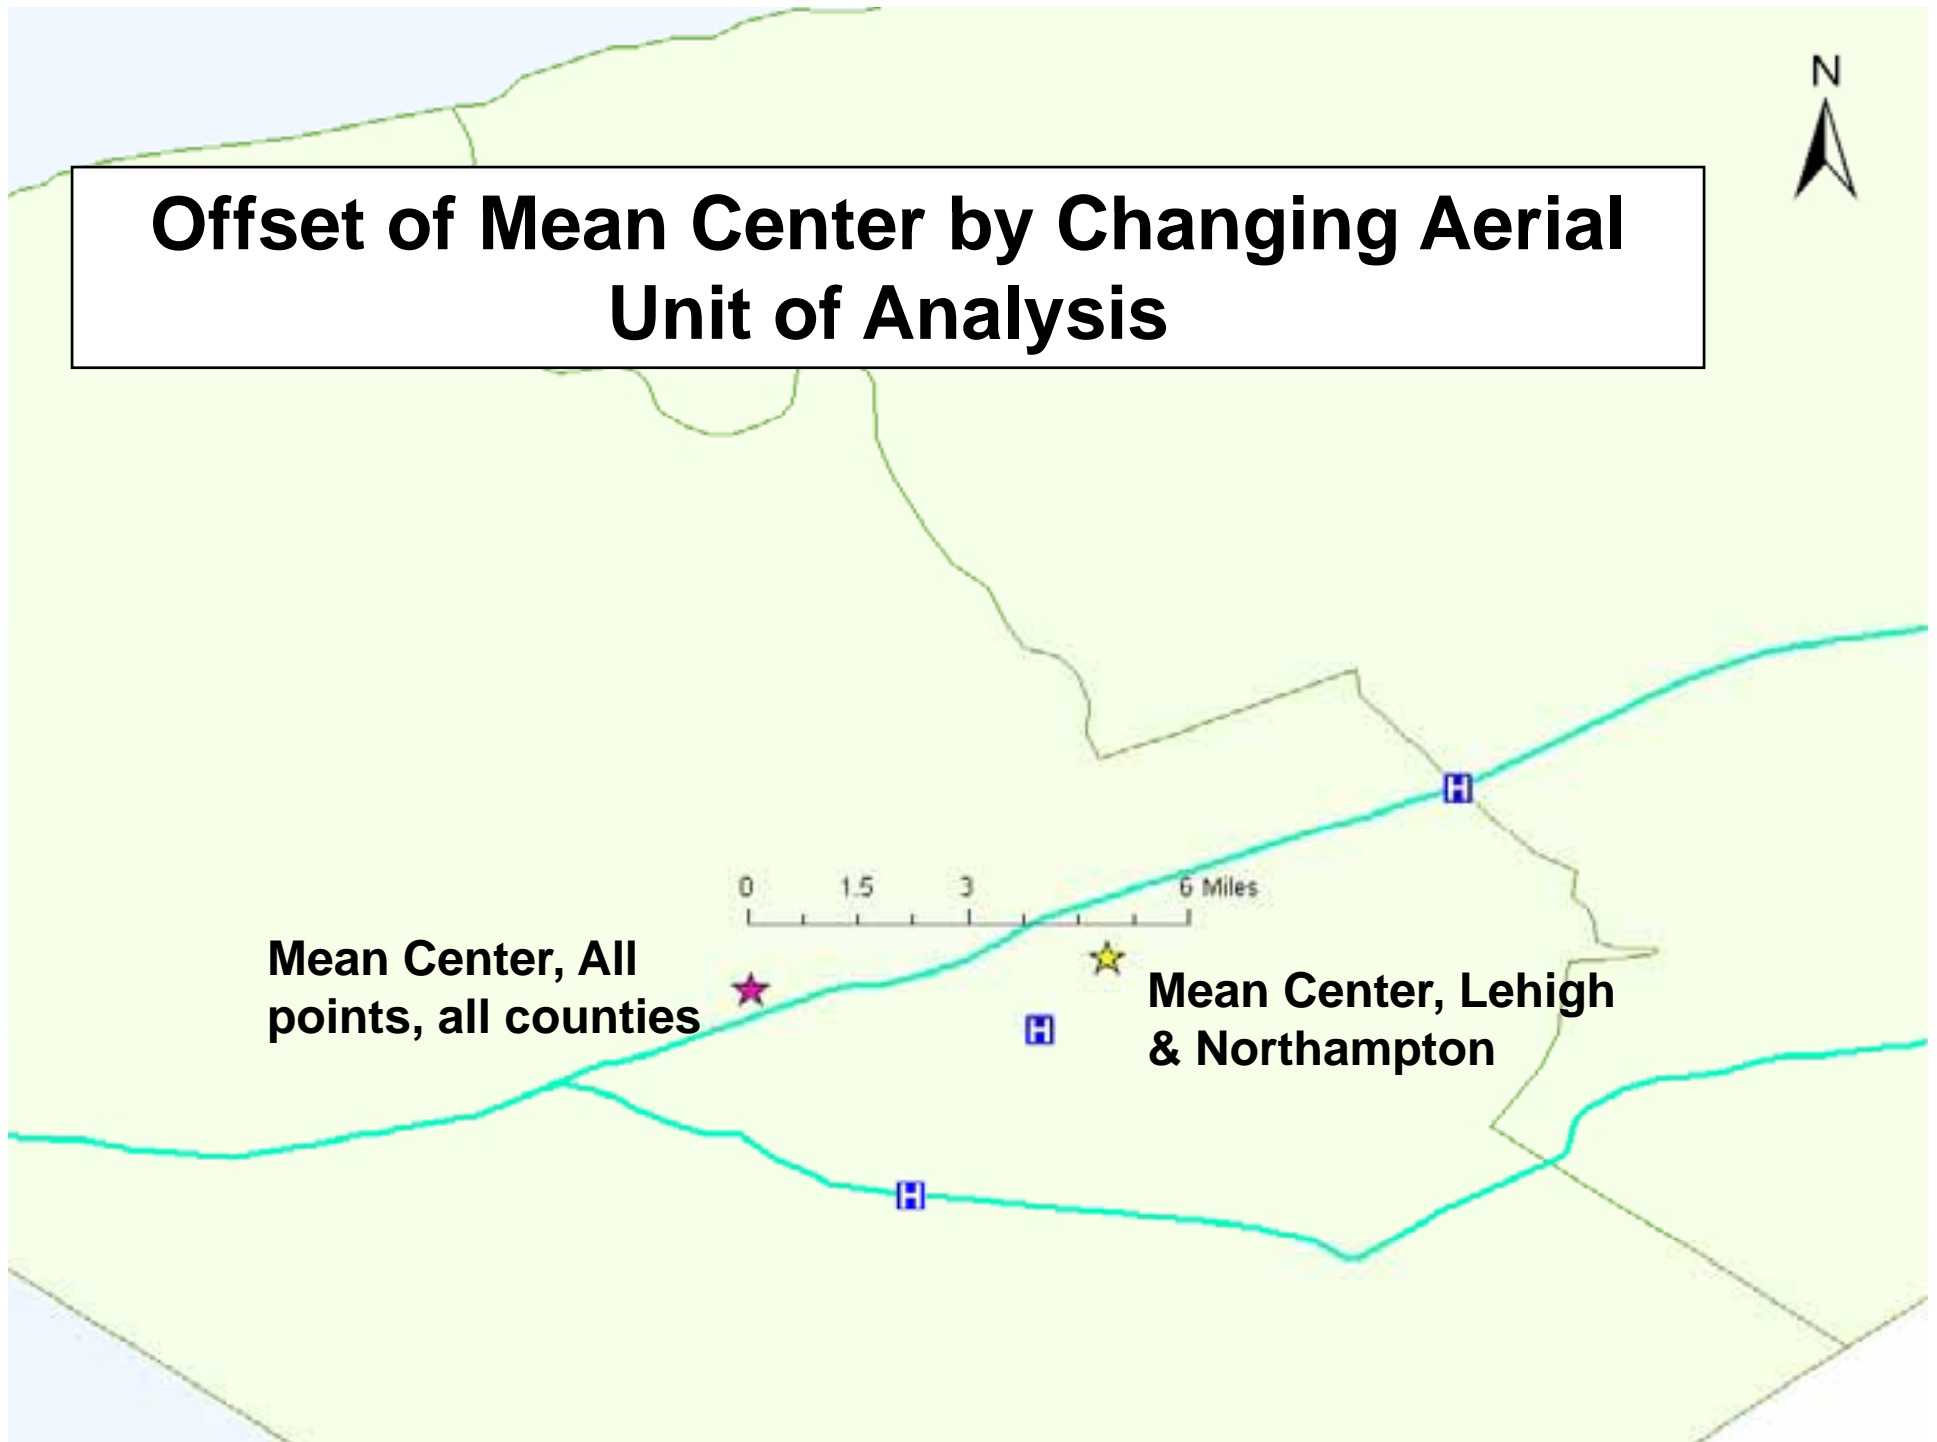 N
Offset of Mean Center by Changing Aerial
Unit of Analysis
H
0 1.5 3 6 Miles
Mean Center, All
points, all counties
Mean Center, Lehigh
& Northampton
H
H